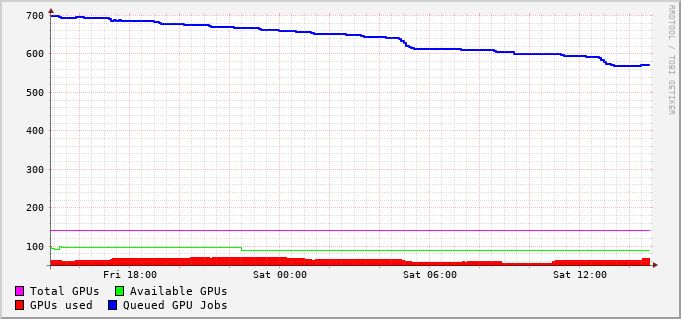 700
600
500
400
300
200
100
Fri 18:00 Sat 00:00 Sat 06:00 Sat 12:00
Total GPUs Available GPUs
GPUs used Queued GPU Jobs
RRDTOOL / TOBI OETIKER